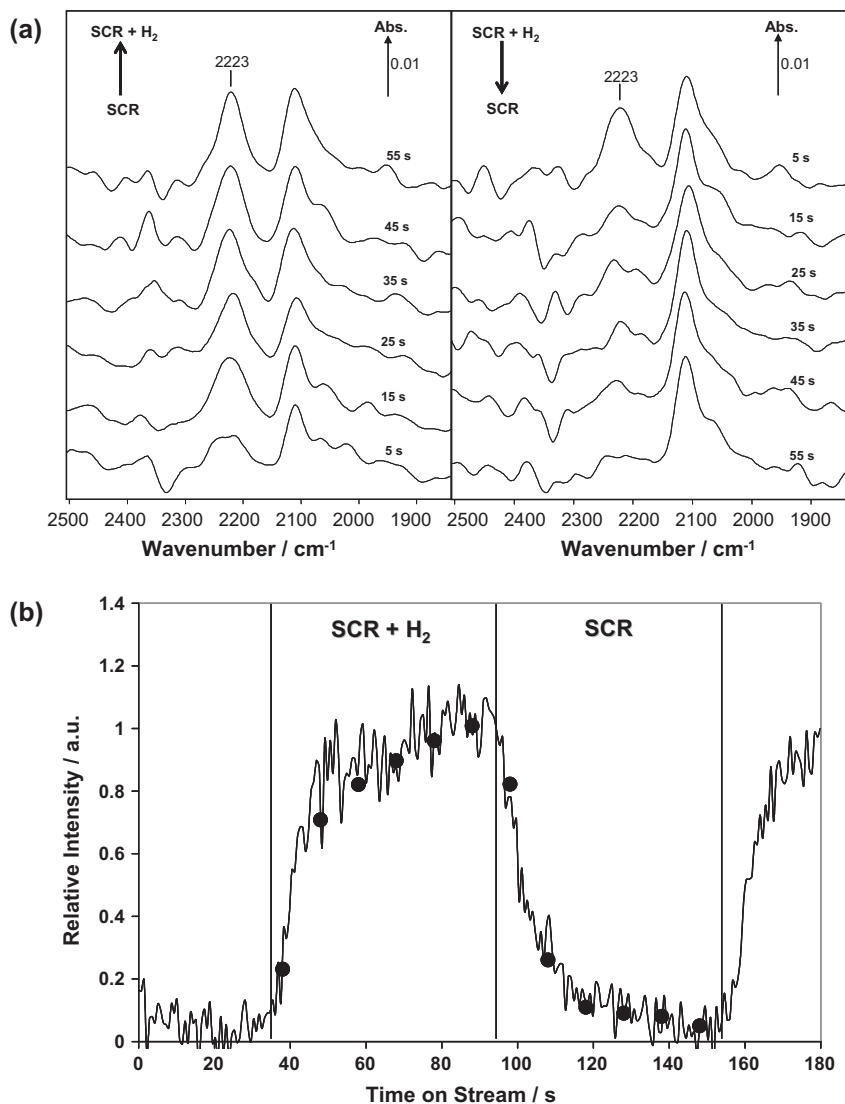 (a)
SCR + H2
SCR
2223
Abs.
0.01
55 s
45 s
35 s
25 s
15 s
5 s
2500 2400 2300 2200 2100 2000 1900
Wavenumber / cm-1
SCR + H2
SCR
2223
Abs.
0.01
5 s
15 s
25 s
35 s
45 s
55 s
2500 2400 2300 2200 2100 2000 1900
Wavenumber / cm-1
(b)
Relative Intensity / a.u.
1.4
1.2
1
0.8
0.6
0.4
0.2
0
SCR + H2
SCR
0 20 40 60 80 100 120 140 160 180
Time on Stream / s